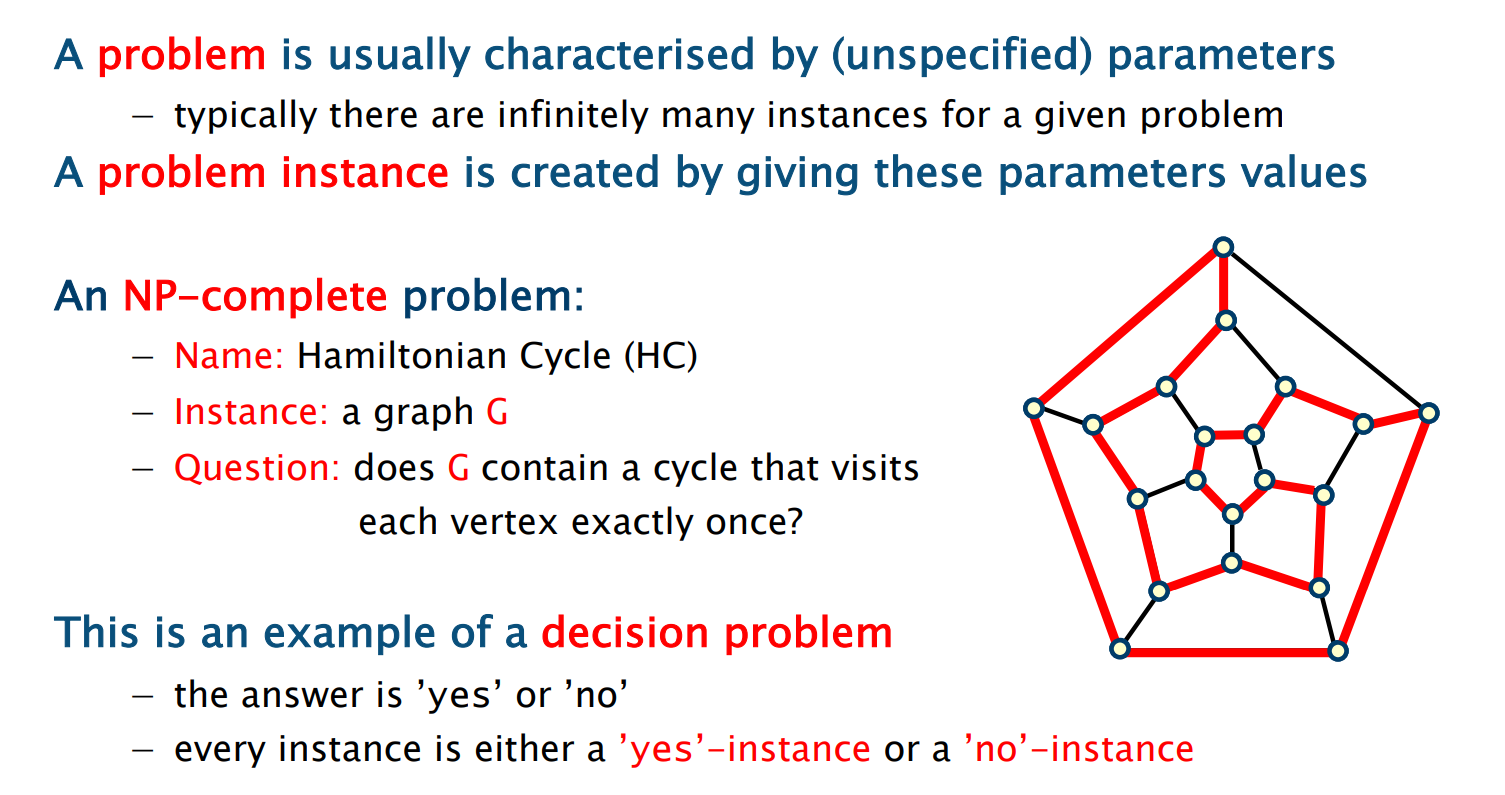 A problem is usually characterised by (unspecified) parameters
– typically there are infinitely many instances for a given problem
A problem instance is created by giving these parameters values
An NP-complete problem:
– Name: Hamiltonian Cycle (HC)
– Instance: a graph G
– Question: does G contain a cycle that visits
each vertex exactly once?
This is an example of a decision problem
– the answer is ’yes’ or ’no’
– every instance is either a ’yes’-instance or a ’no’-instance